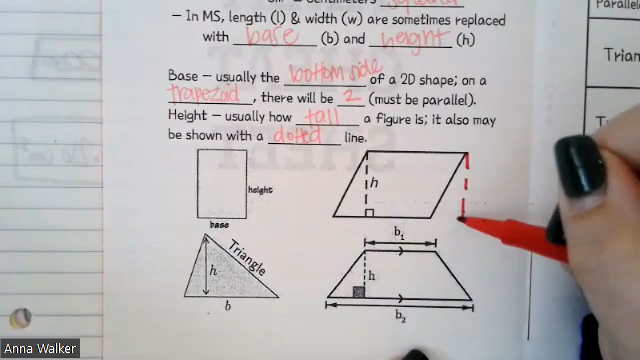 squared
– In MS, length (l) & width (w) are sometimes replaced
with base (b) and height (h)
Base – usually the bottom side of a 2D shape; on a
trapezoid, there will be 2 (must be parallel).
Height – usually how tall a figure is; it also may
be shown with a dotted line.
height
base
h
Triangle
h
b
b₁
h
b₂
Anna Walker